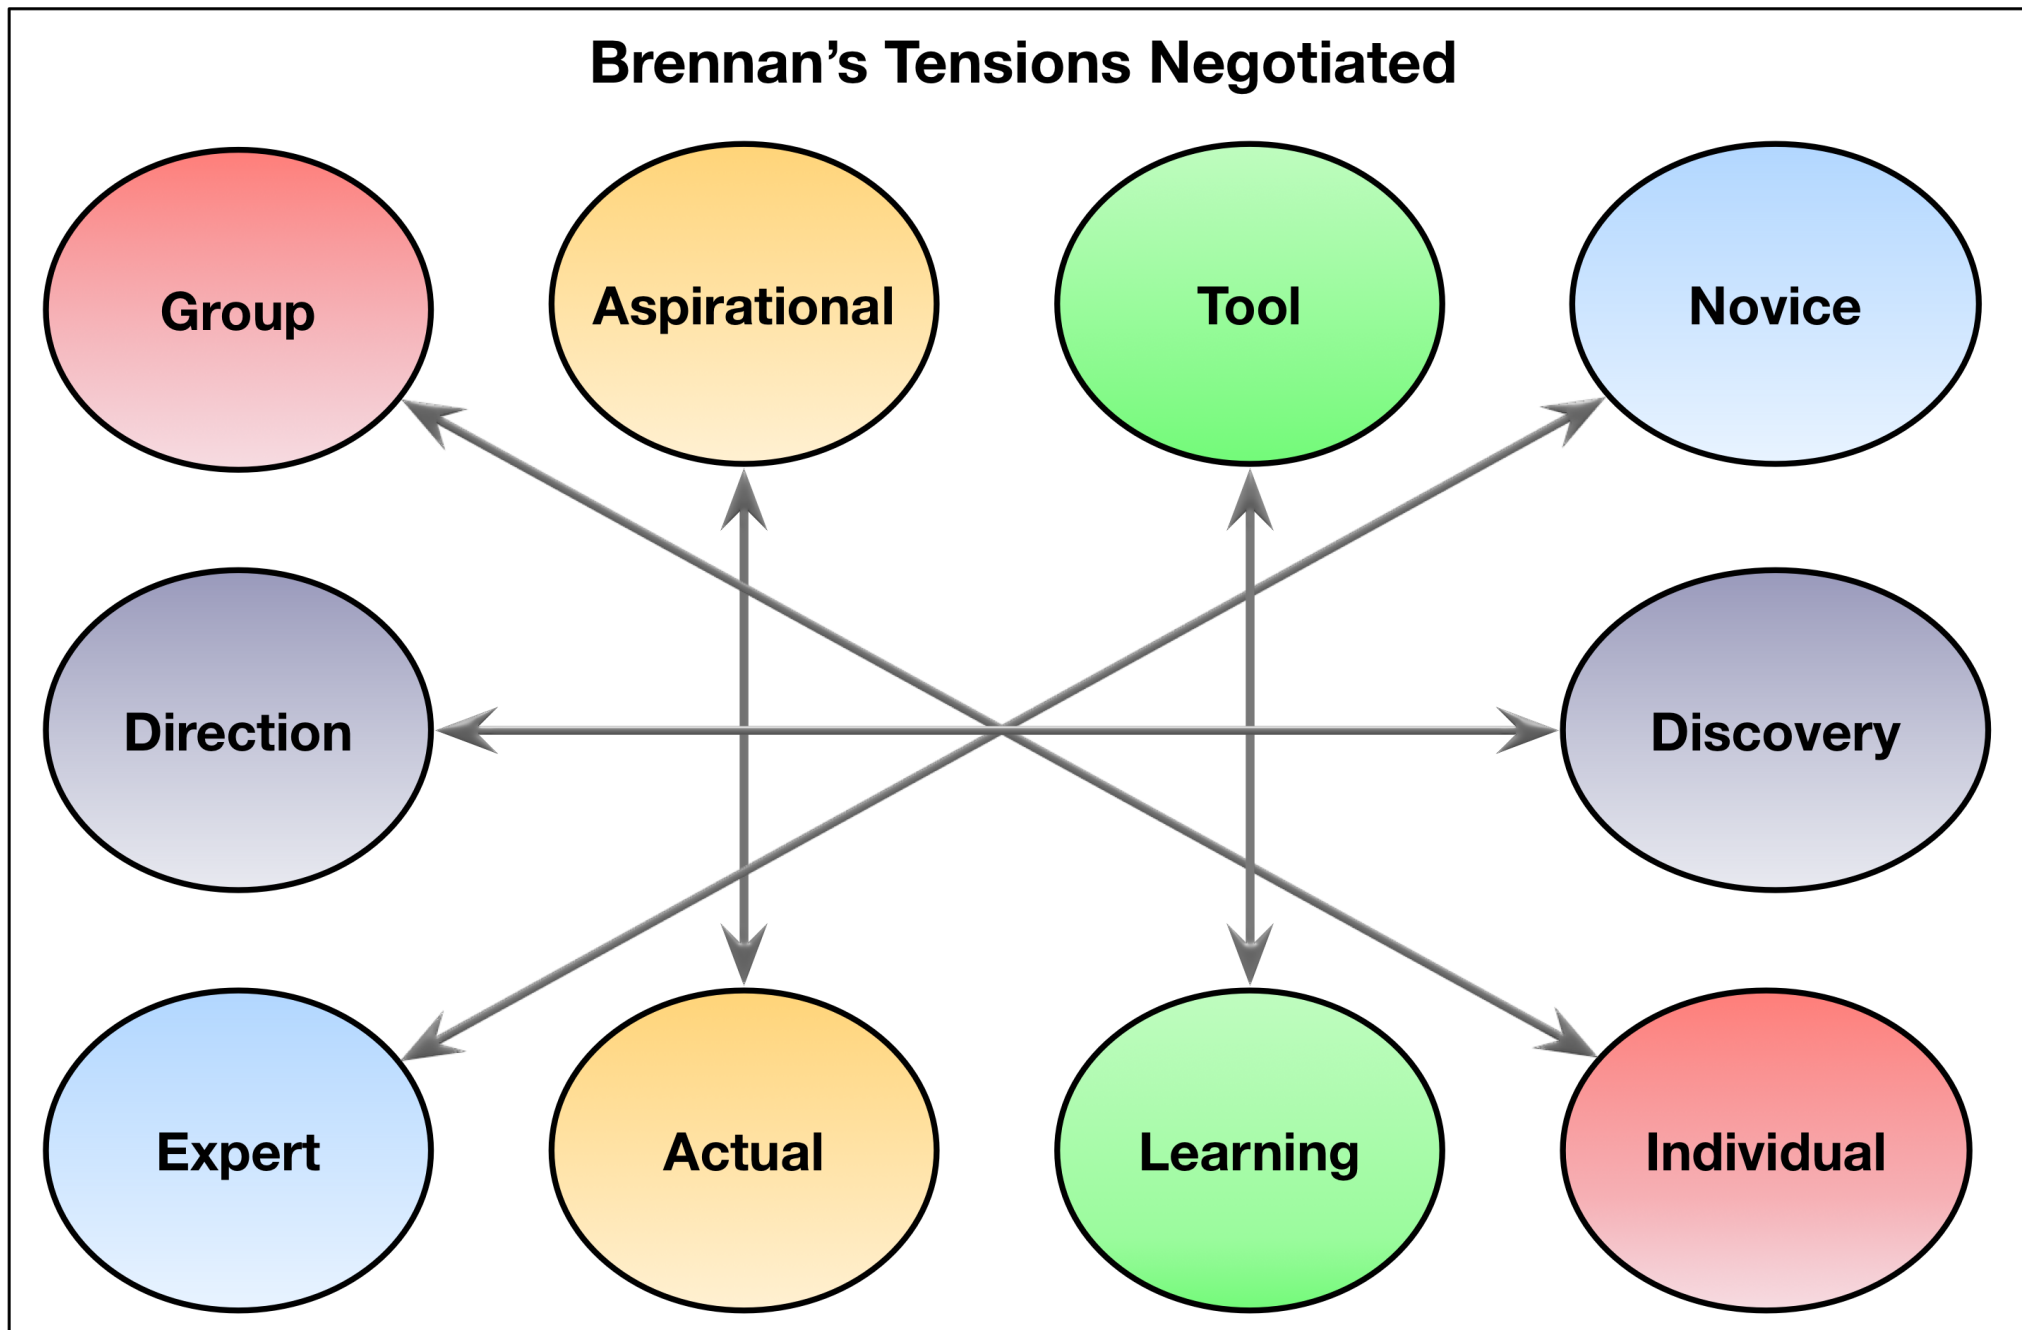 Brennan’s Tensions Negotiated
Group
Aspirational
Tool
Novice
Direction
Discovery
Expert
Actual
Learning
Individual